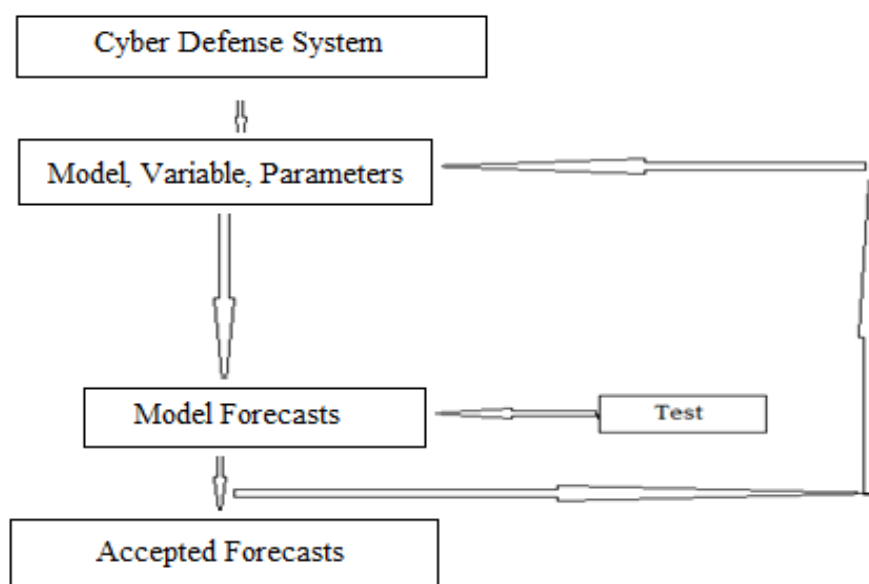 Cyber Defense System
Model, Variable, Parameters
Model Forecasts
Test
Accepted Forecasts